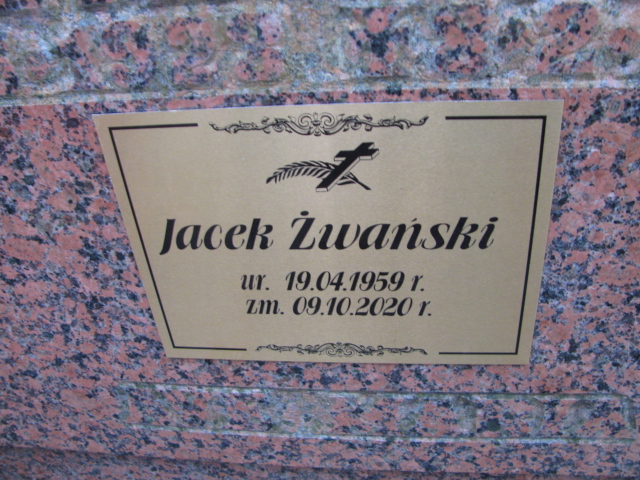 Jacek Żwański
ur. 19.04.1959 r.
zm. 09.10.2020 r.